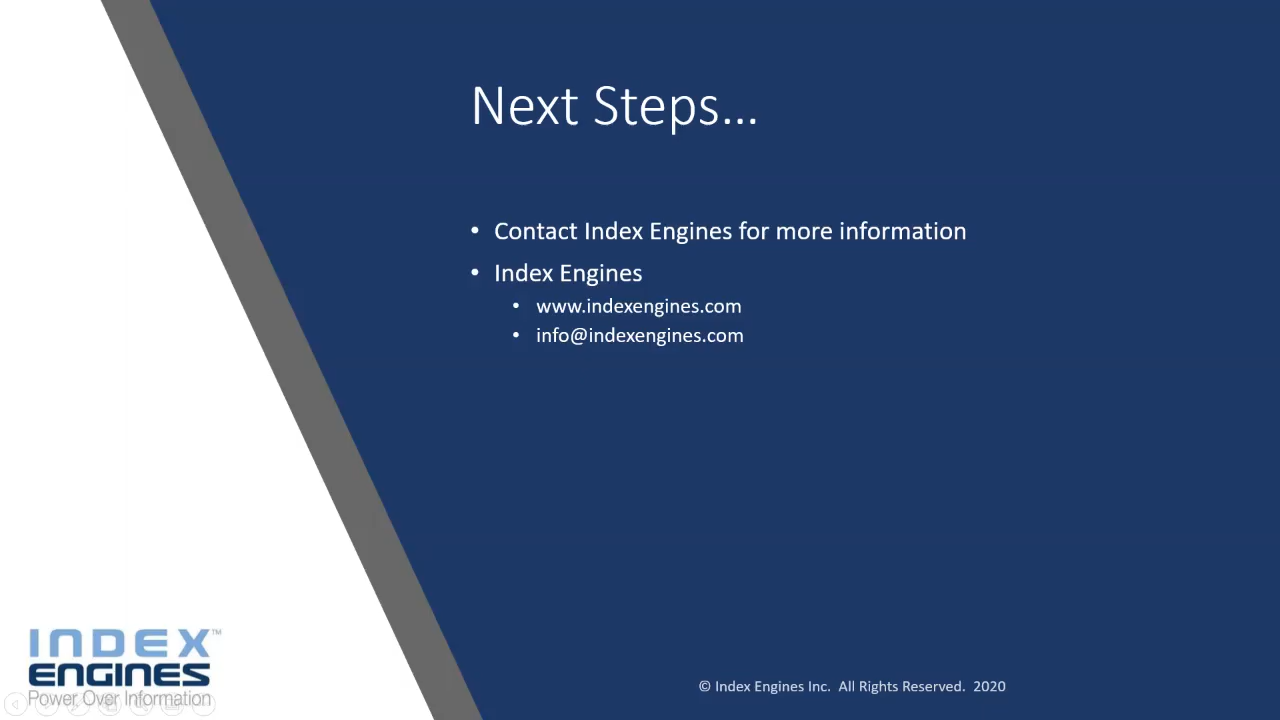 Next Steps...
• Contact Index Engines for more information
• Index Engines
• www.indexengines.com
• info@indexengines.com
INDEX™
ENGINES
Power Over Information
© Index Engines Inc. All Rights Reserved. 2020